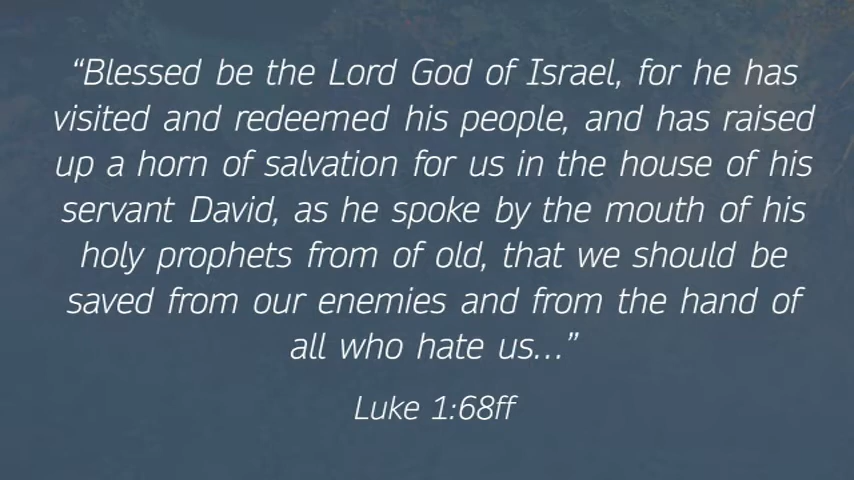 “Blessed be the Lord God of Israel, for he has
visited and redeemed his people, and has raised
up a horn of salvation for us in the house of his
servant David, as he spoke by the mouth of his
holy prophets from of old, that we should be
saved from our enemies and from the hand of
all who hate us...”
Luke 1:68ff